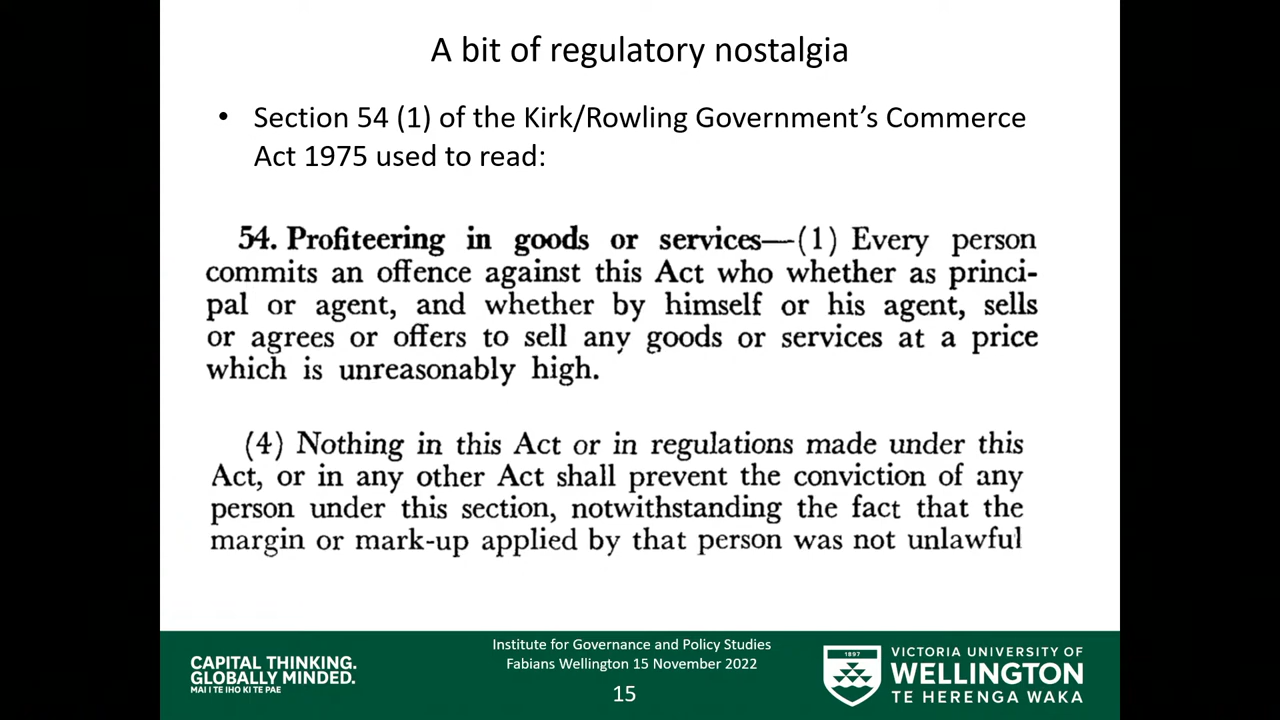 A bit of regulatory nostalgia
• Section 54 (1) of the Kirk/Rowling Government’s Commerce
Act 1975 used to read:
54. Profiteering in goods or services—(1) Every person
commits an offence against this Act who whether as princi-
pal or agent, and whether by himself or his agent, sells
or agrees or offers to sell any goods or services at a price
which is unreasonably high.
(4) Nothing in this Act or in regulations made under this
Act, or in any other Act shall prevent the conviction of any
person under this section, notwithstanding the fact that the
margin or mark-up applied by that person was not unlawful
CAPITAL THINKING.
GLOBALLY MINDED.
MAI I TE IHO KI TE PAE
Institute for Governance and Policy Studies
Fabians Wellington 15 November 2022
15
1897
VICTORIA UNIVERSITY OF
WELLINGTON
TE HERENGA WAKA